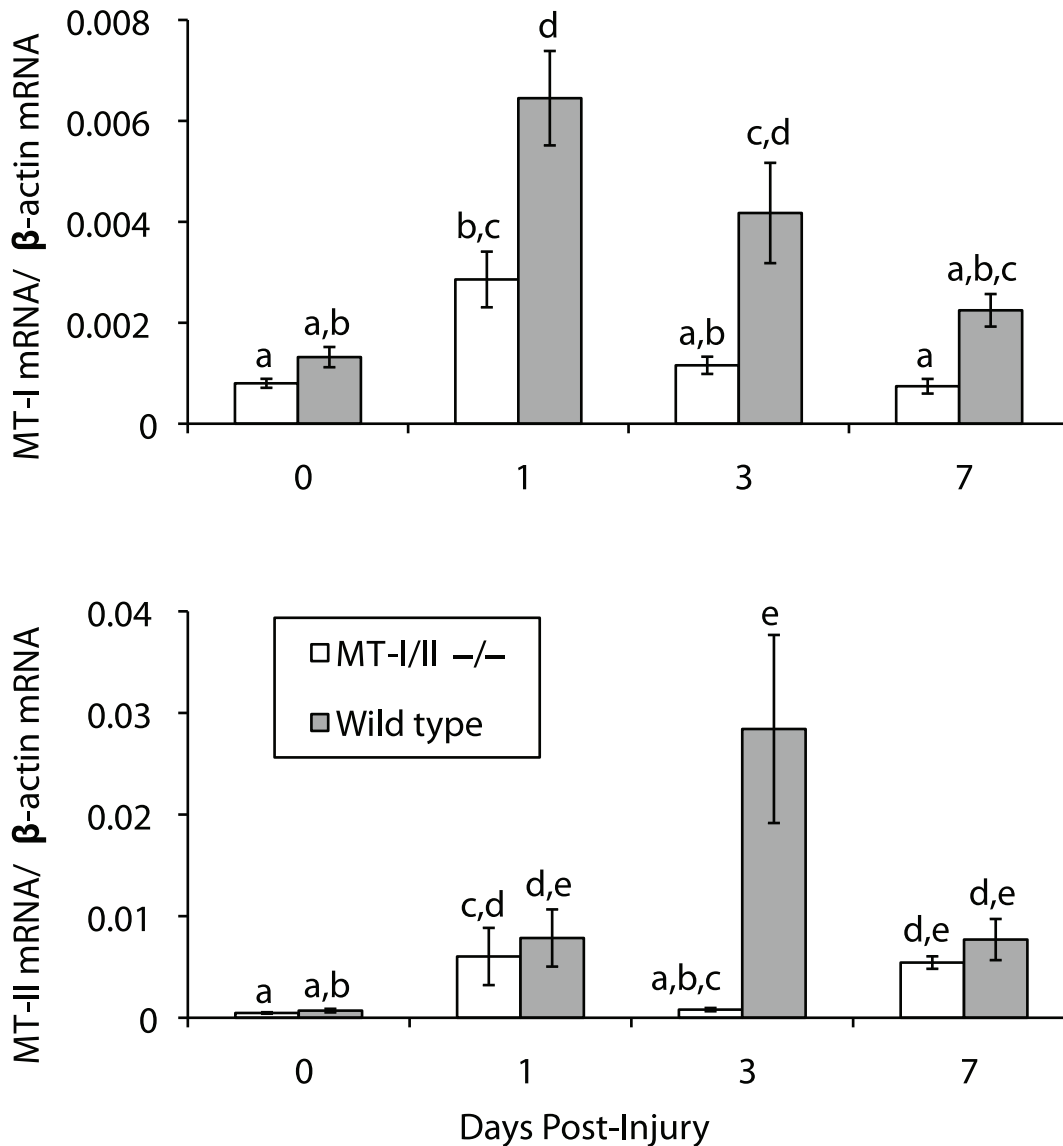 MT-I mRNA/ β-actin mRNA
0.008
0.006
0.004
0.002
0
a
a,b
b,c
d
a,b
c,d
a
a,b,c
0
1
3
7
MT-II mRNA/ β-actin mRNA
0.04
0.03
0.02
0.01
0
MT-I/II −/−
Wild type
a
a,b
c,d
d,e
a,b,c
e
d,e
d,e
0
1
3
7
Days Post-Injury